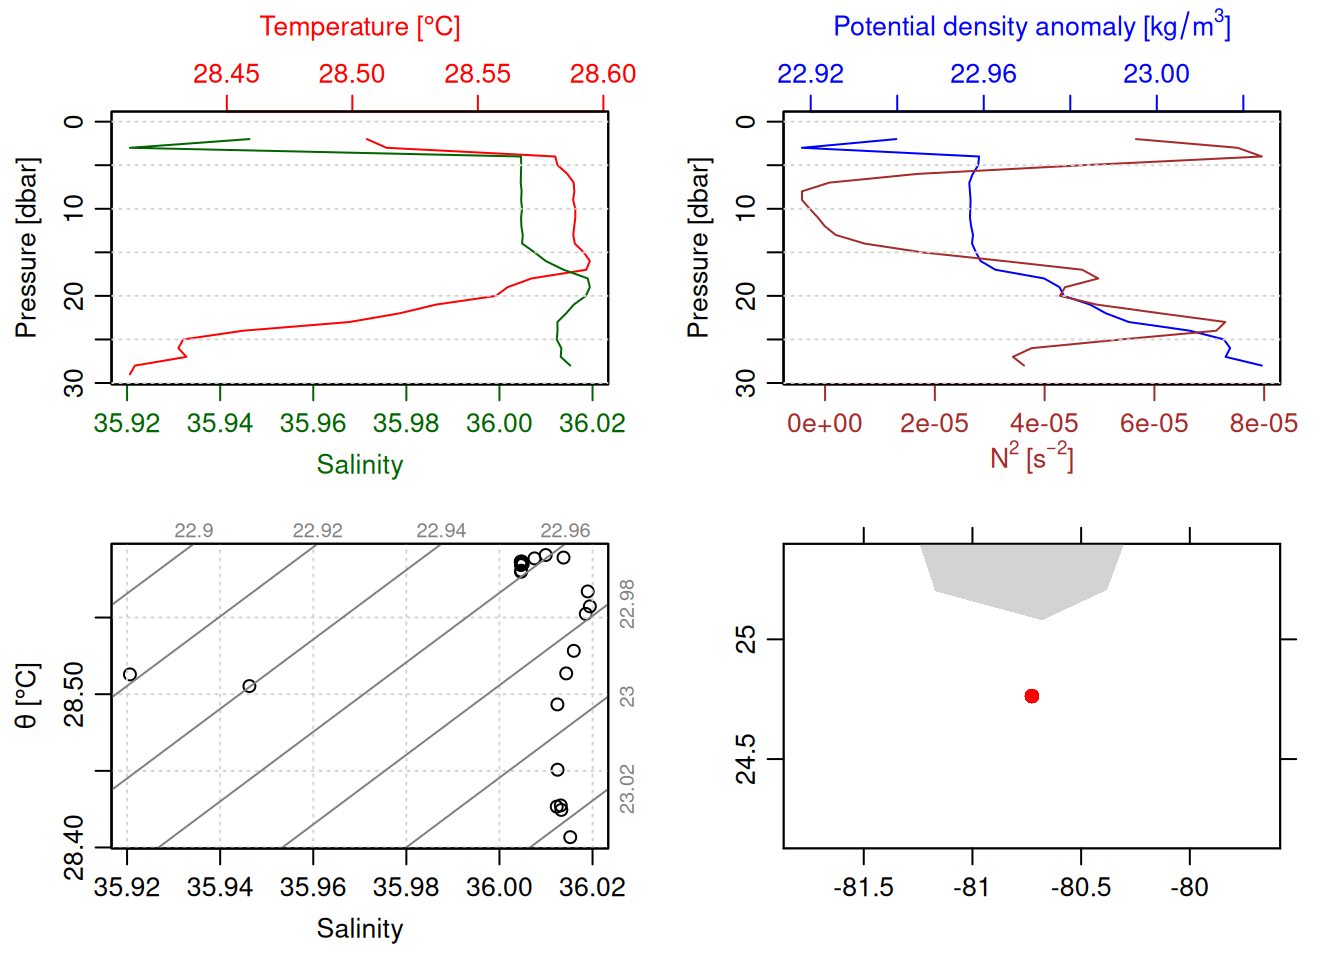 Temperature [°C]
28.45 28.50 28.55 28.60
Pressure [dbar]
0 10 20 30
35.92 35.94 35.96 35.98 36.00 36.02
Salinity
Potential density anomaly [kg/m³]
22.92 22.96 23.00
Pressure [dbar]
0 10 20 30
0e+00 2e-05 4e-05 6e-05 8e-05
N² [s⁻²]
22.9 22.92 22.94 22.96
22.98
23
23.02
θ [°C]
28.50
28.40
35.92 35.94 35.96 35.98 36.00 36.02
Salinity
25
24.5
-81.5 -81 -80.5 -80